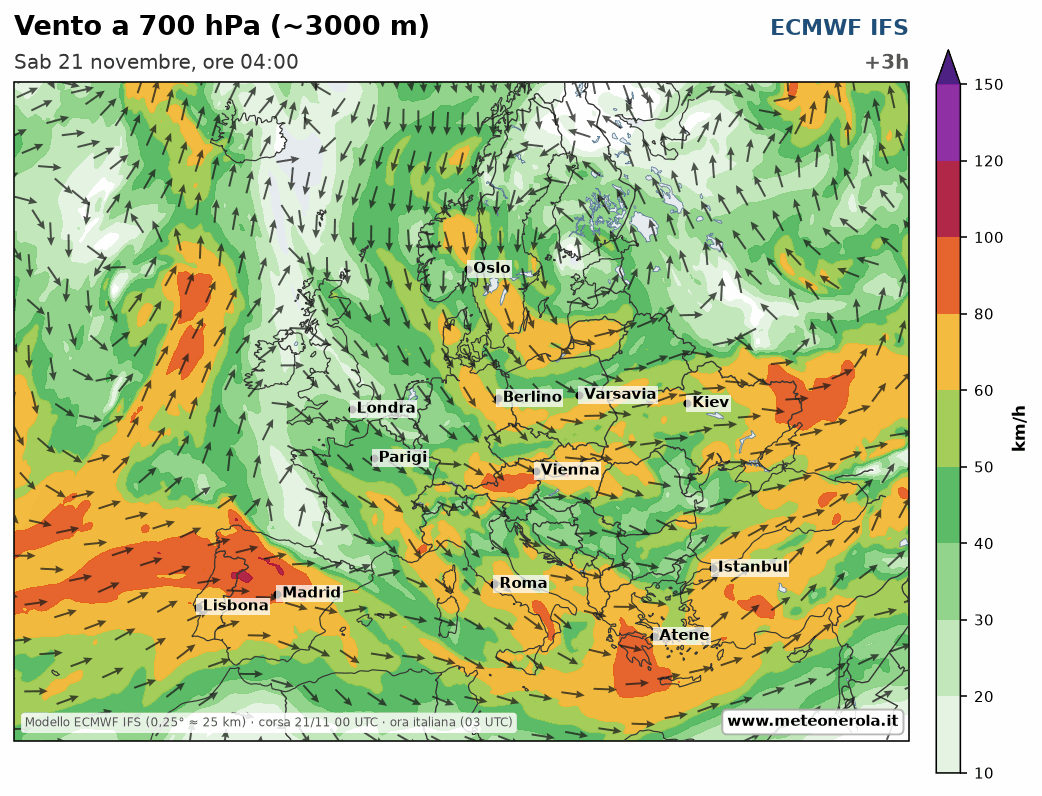 Vento a 700 hPa (~3000 m)
ECMWF IFS
Sab 21 novembre, ore 04:00
+3h
150
120
100
80
60
50
40
30
20
10
km/h
Oslo
Londra
Berlino
Varsavia
Kiev
Parigi
Vienna
Madrid
Lisbona
Roma
Istanbul
Atene
Modello ECMWF IFS (0,25° ≈ 25 km) · corsa 21/11 00 UTC · ora italiana (03 UTC)
www.meteonerola.it